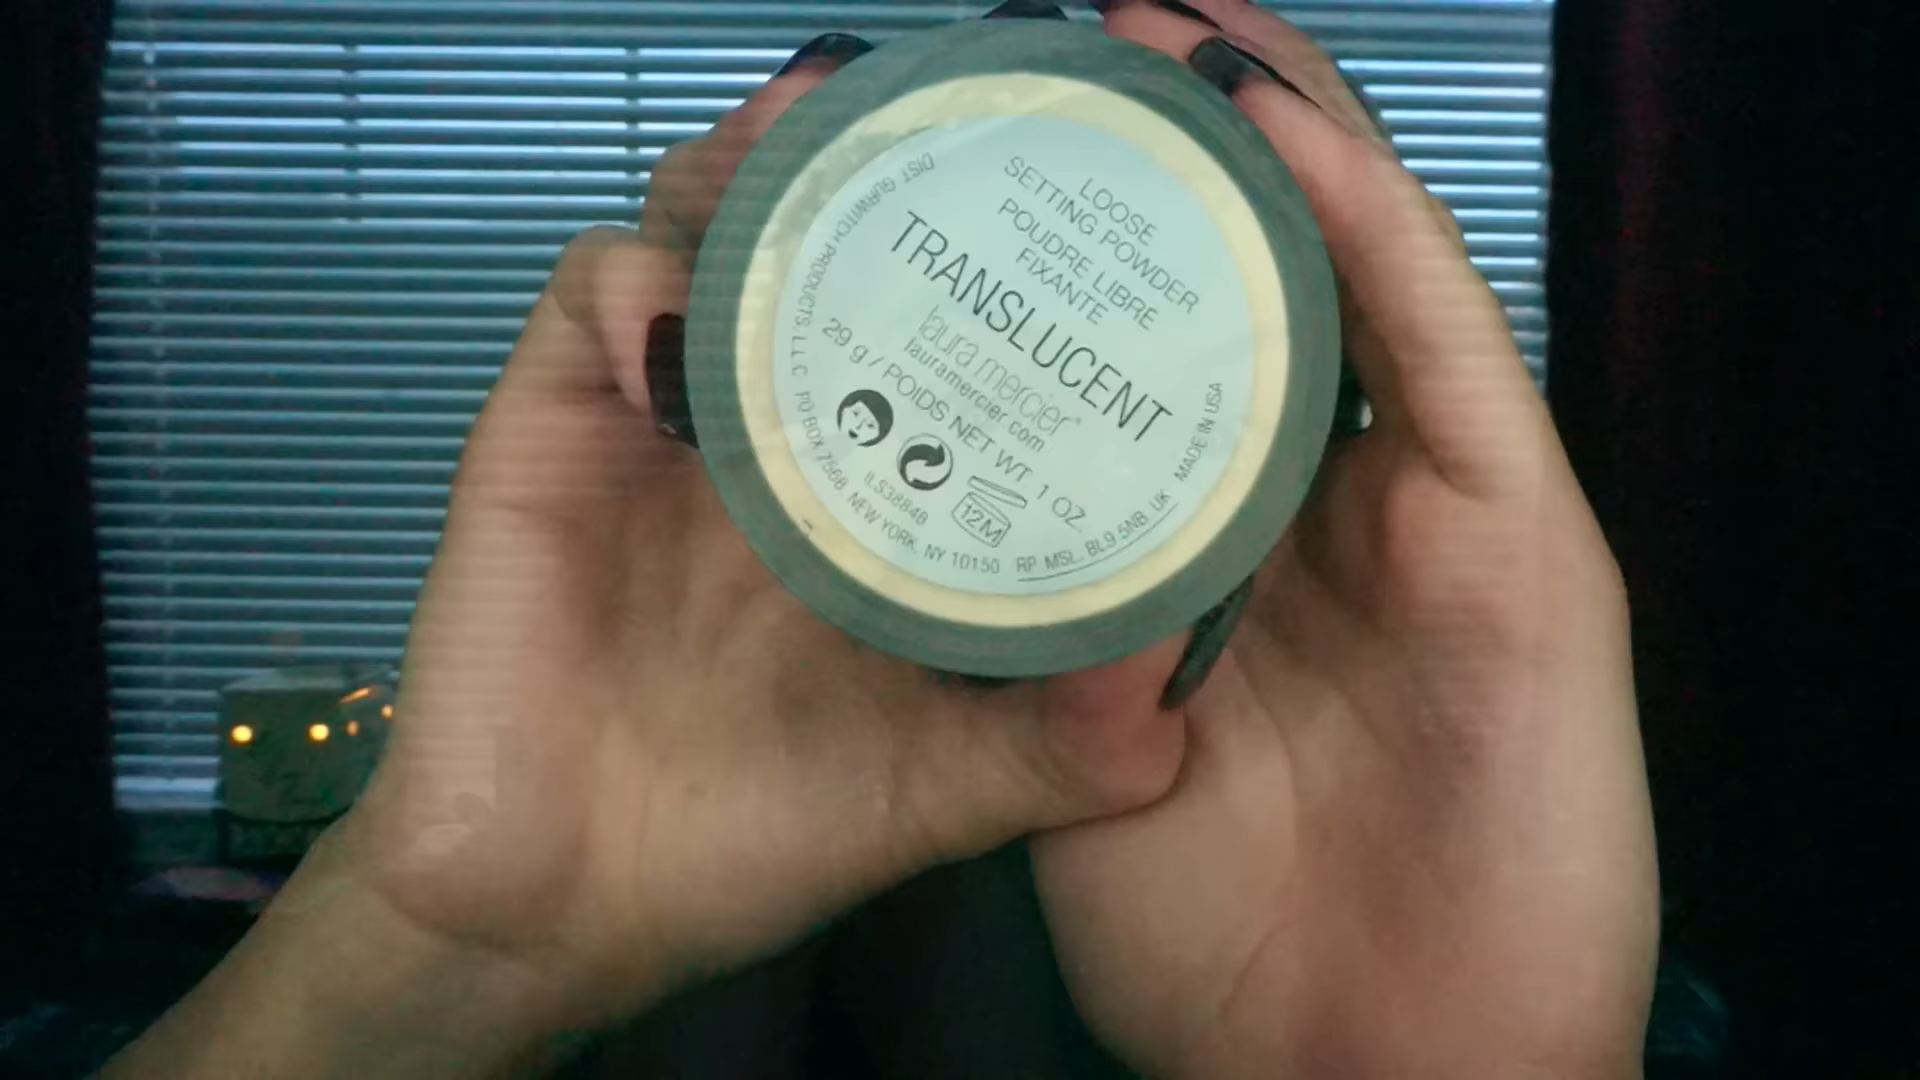 LOOSE
SETTING POWDER
POUDRE LIBRE
FIXANTE
TRANSLUCENT
laura mercier®
lauramercier.com
29 g / POIDS NET WT. 1 OZ.
12M
ILS38848
DIST. GURWITCH PRODUCTS, L.L.C. PO BOX 7568, NEW YORK, NY 10150 RP MSL, BL9 5NB UK MADE IN USA